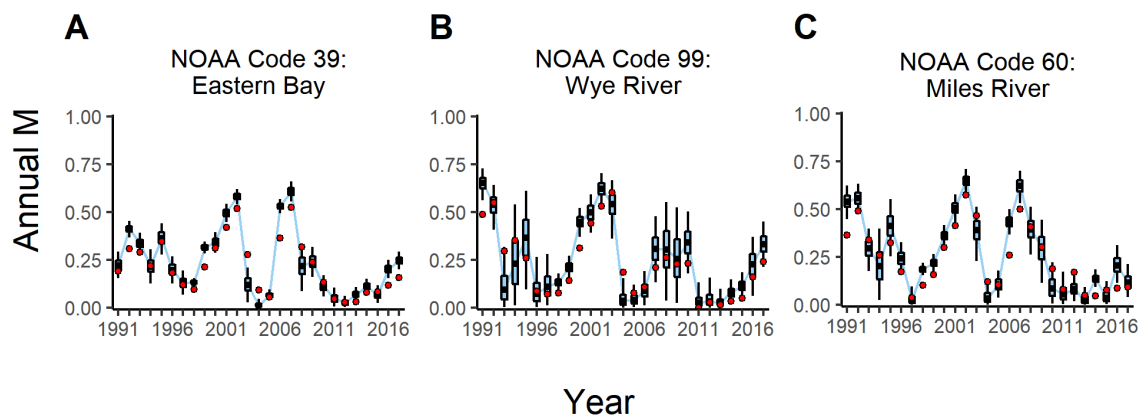 A
NOAA Code 39:
Eastern Bay
B
NOAA Code 99:
Wye River
C
NOAA Code 60:
Miles River
Annual M
1.00
0.75
0.50
0.25
0.00
1991 1996 2001 2006 2011 2016
1.00
0.75
0.50
0.25
0.00
1991 1996 2001 2006 2011 2016
1.00
0.75
0.50
0.25
0.00
1991 1996 2001 2006 2011 2016
Year